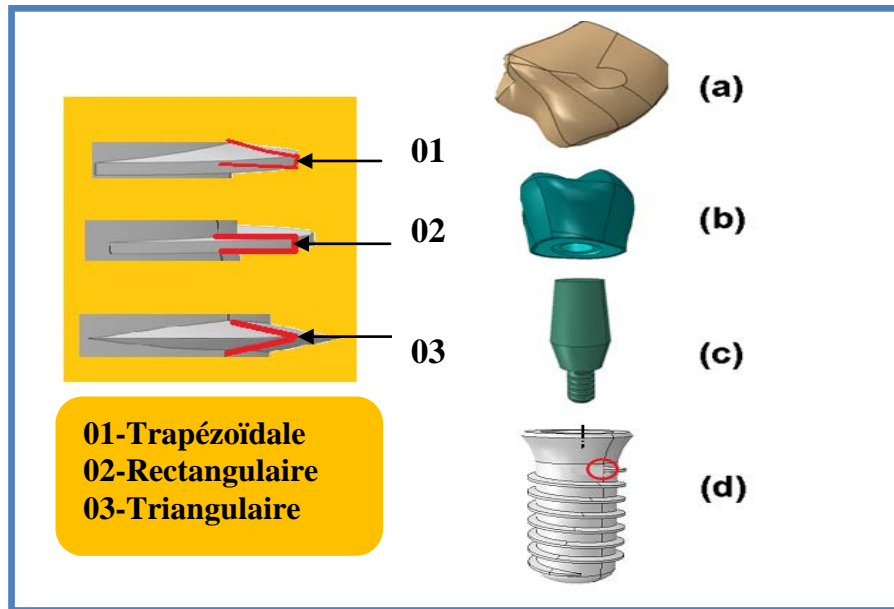 01
02
03
01-Trapézoïdale
02-Rectangulaire
03-Triangulaire
(a)
(b)
(c)
(d)